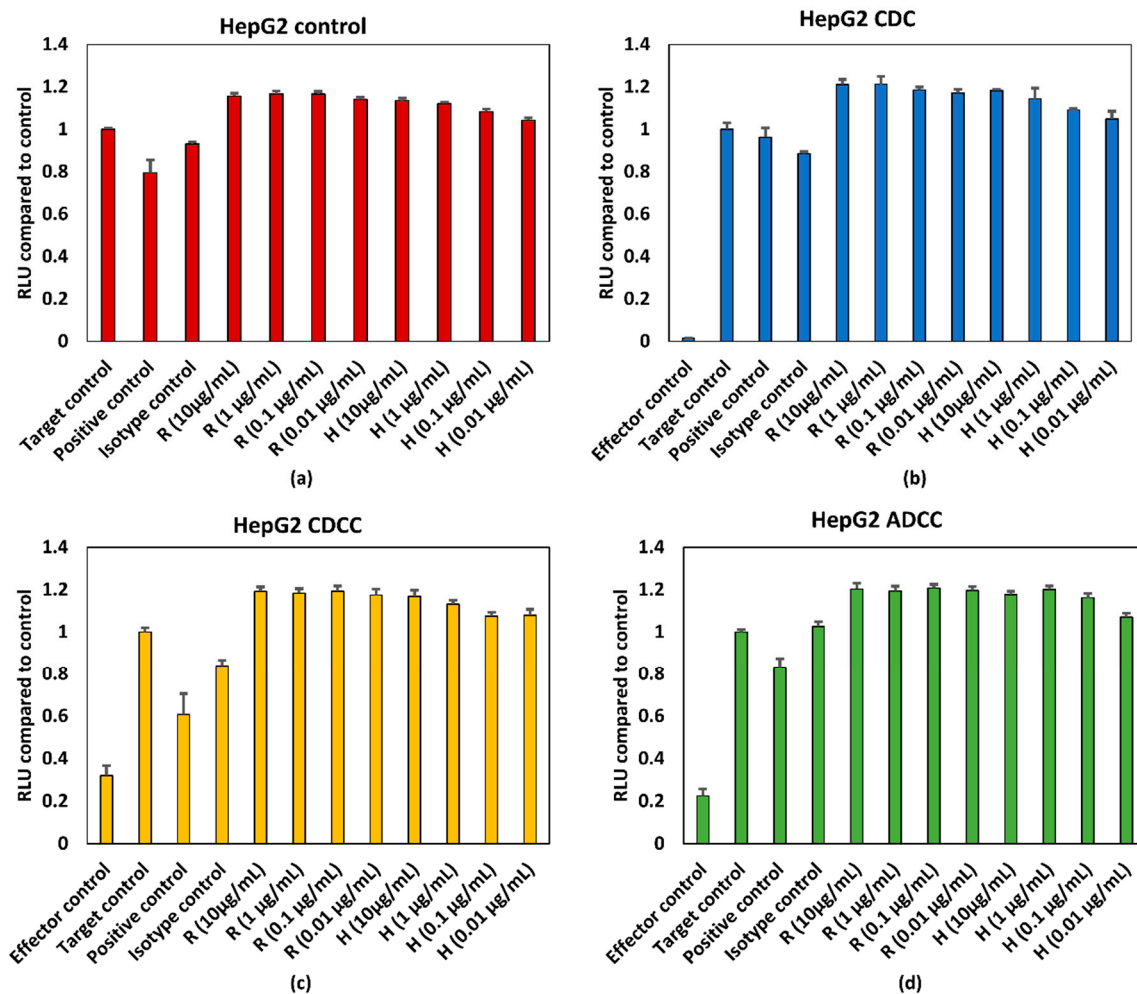 HepG2 control
RLU compared to control
1.4
1.2
1
0.8
0.6
0.4
0.2
0
Target control
Positive control
Isotype control
R (10µg/mL)
R (1 µg/mL)
R (0.1 µg/mL)
R (0.01 µg/mL)
H (10µg/mL)
H (1 µg/mL)
H (0.1 µg/mL)
H (0.01 µg/mL)
(a)
HepG2 CDC
RLU compared to control
1.4
1.2
1
0.8
0.6
0.4
0.2
0
Effector control
Target control
Positive control
Isotype control
R (10µg/mL)
R (1 µg/mL)
R (0.1 µg/mL)
R (0.01 µg/mL)
H (10µg/mL)
H (1 µg/mL)
H (0.1 µg/mL)
H (0.01 µg/mL)
(b)
HepG2 CDCC
RLU compared to control
1.4
1.2
1
0.8
0.6
0.4
0.2
0
Effector control
Target control
Positive control
Isotype control
R (10µg/mL)
R (1 µg/mL)
R (0.1 µg/mL)
R (0.01 µg/mL)
H (10µg/mL)
H (1 µg/mL)
H (0.1 µg/mL)
H (0.01 µg/mL)
(c)
HepG2 ADCC
RLU compared to control
1.4
1.2
1
0.8
0.6
0.4
0.2
0
Effector control
Target control
Positive control
Isotype control
R (10µg/mL)
R (1 µg/mL)
R (0.1 µg/mL)
R (0.01 µg/mL)
H (10µg/mL)
H (1 µg/mL)
H (0.1 µg/mL)
H (0.01 µg/mL)
(d)